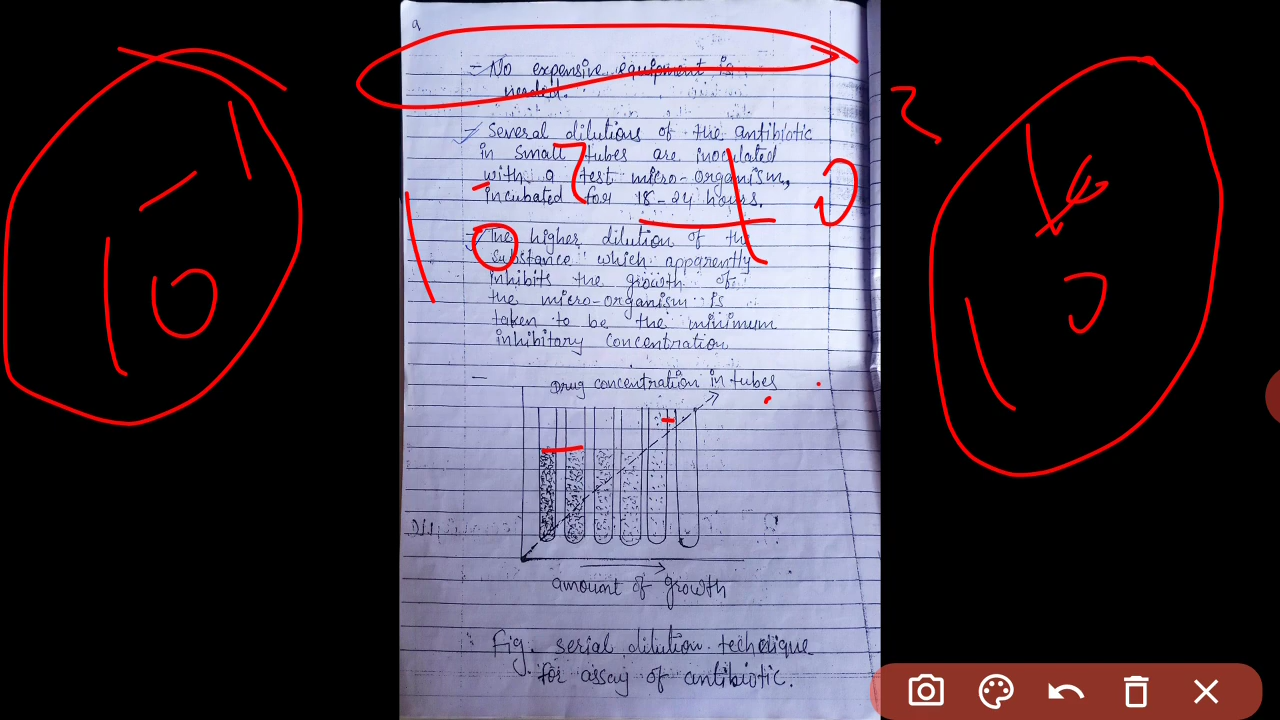 9
- No expensive equipment is
needed.
- Several dilutions of the antibiotic
in small tubes are inoculated
with a test micro-organism,
incubated for 18-24 hours.
- The higher dilution of the
substance which apparently
inhibits the growth of
the micro-organism is
taken to be the minimum
inhibitory concentration
-
Drug concentration in tubes
amount of growth
Fig. serial dilution technique
for assay of antibiotic.